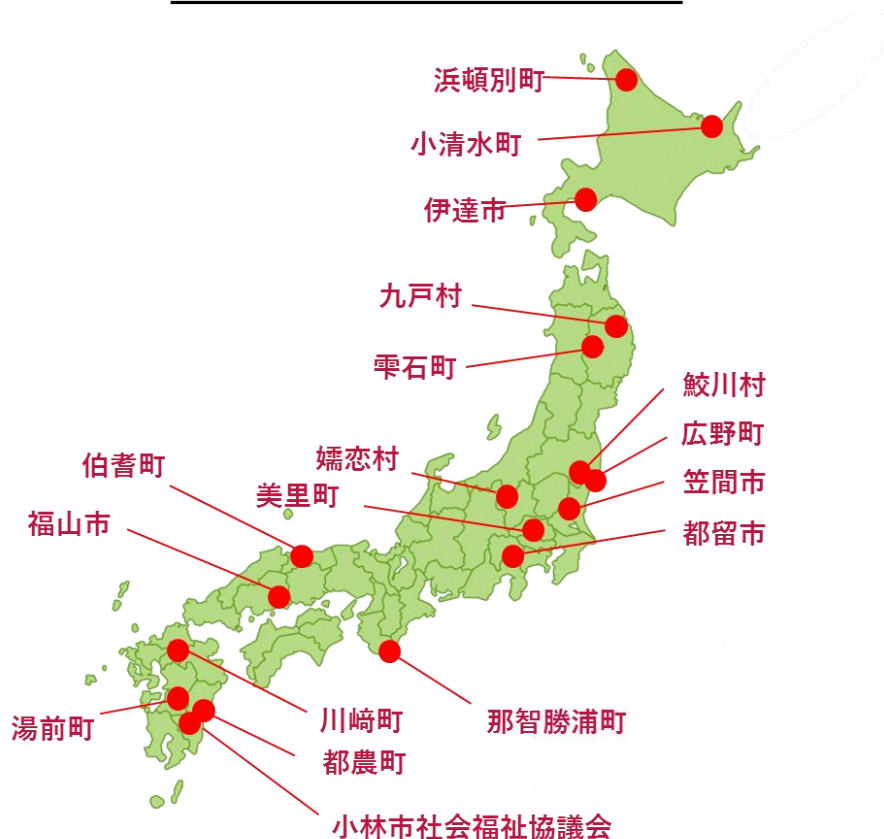 浜頓別町
小清水町
伊達市
九戸村
雫石町
鮫川村
広野町
嬬恋村
笠間市
美里町
都留市
伯耆町
福山市
湯前町
川﨑町
那智勝浦町
都農町
小林市社会福祉協議会